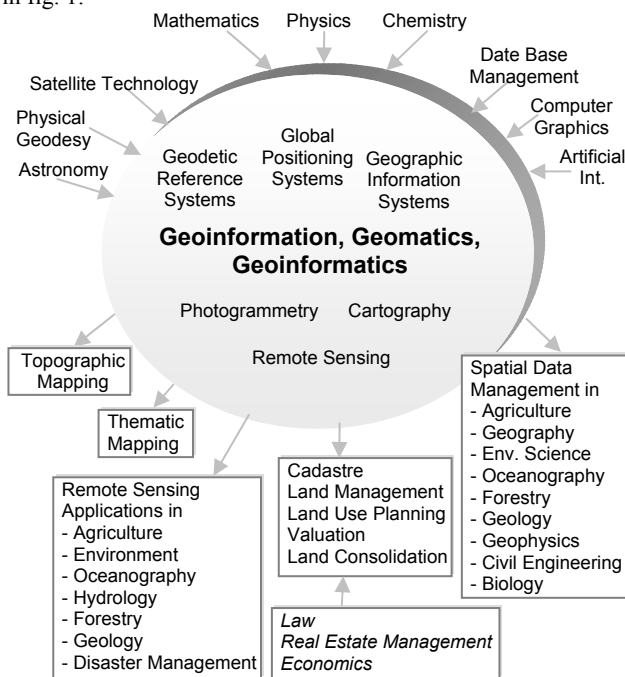 in fig. 1.
Mathematics
Physics
Chemistry
Satellite Technology
Date Base
Management
Physical
Geodesy
Computer
Graphics
Astronomy
Artificial
Int.
Geodetic
Reference
Systems
Global
Positioning
Systems
Geographic
Information
Systems
Geoinformation, Geomatics,
Geoinformatics
Photogrammetry
Cartography
Remote Sensing
Topographic
Mapping
Thematic
Mapping
Remote Sensing
Applications in
- Agriculture
- Environment
- Oceanography
- Hydrology
- Forestry
- Geology
- Disaster Management
Cadastre
Land Management
Land Use Planning
Valuation
Land Consolidation
Law
Real Estate Management
Economics
Spatial Data
Management in
- Agriculture
- Geography
- Env. Science
- Oceanography
- Forestry
- Geology
- Geophysics
- Civil Engineering
- Biology